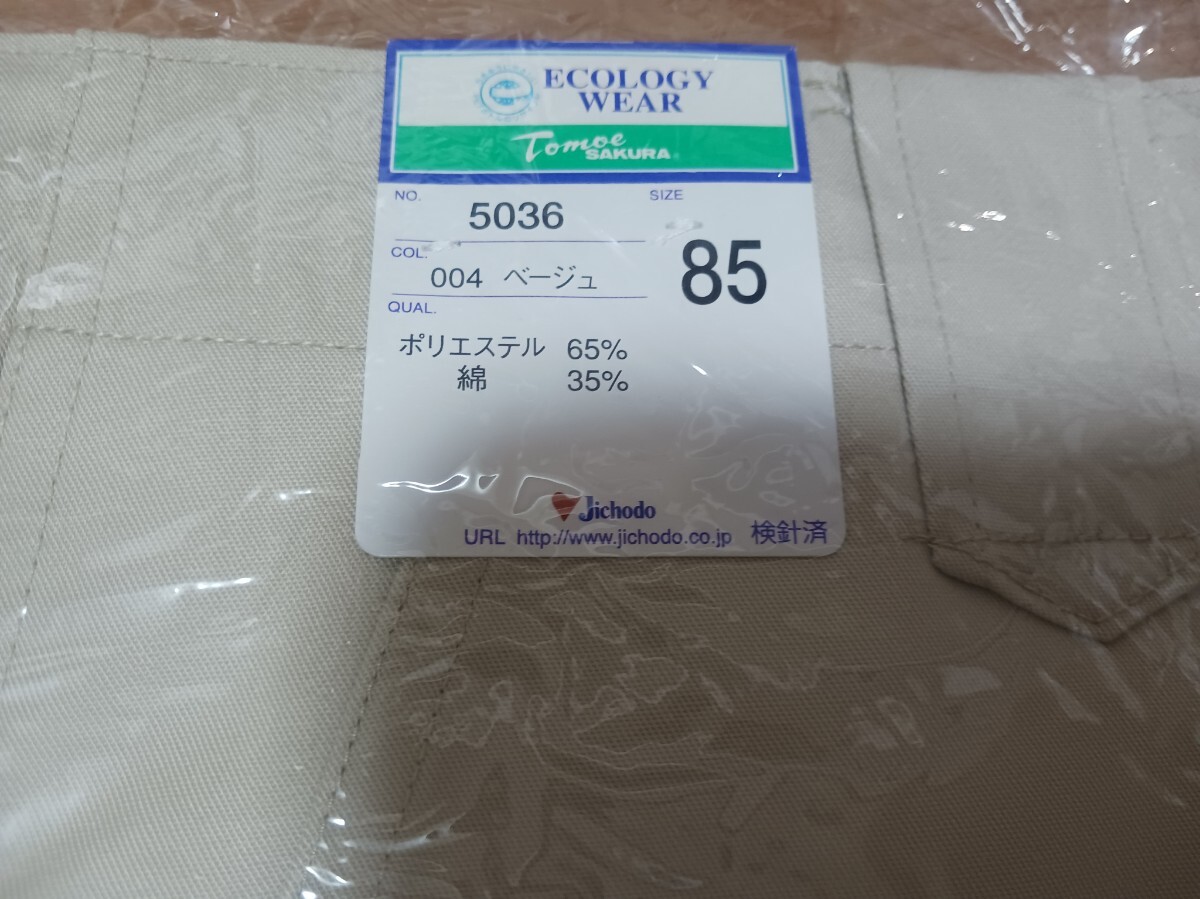 ECOLOGY
WEAR
Tomoe
SAKURA
NO.
5036
SIZE
85
COL.
004 ベージュ
QUAL.
ポリエステル 65%
綿 35%
Jichodo
URL http://www.jichodo.co.jp 検針済